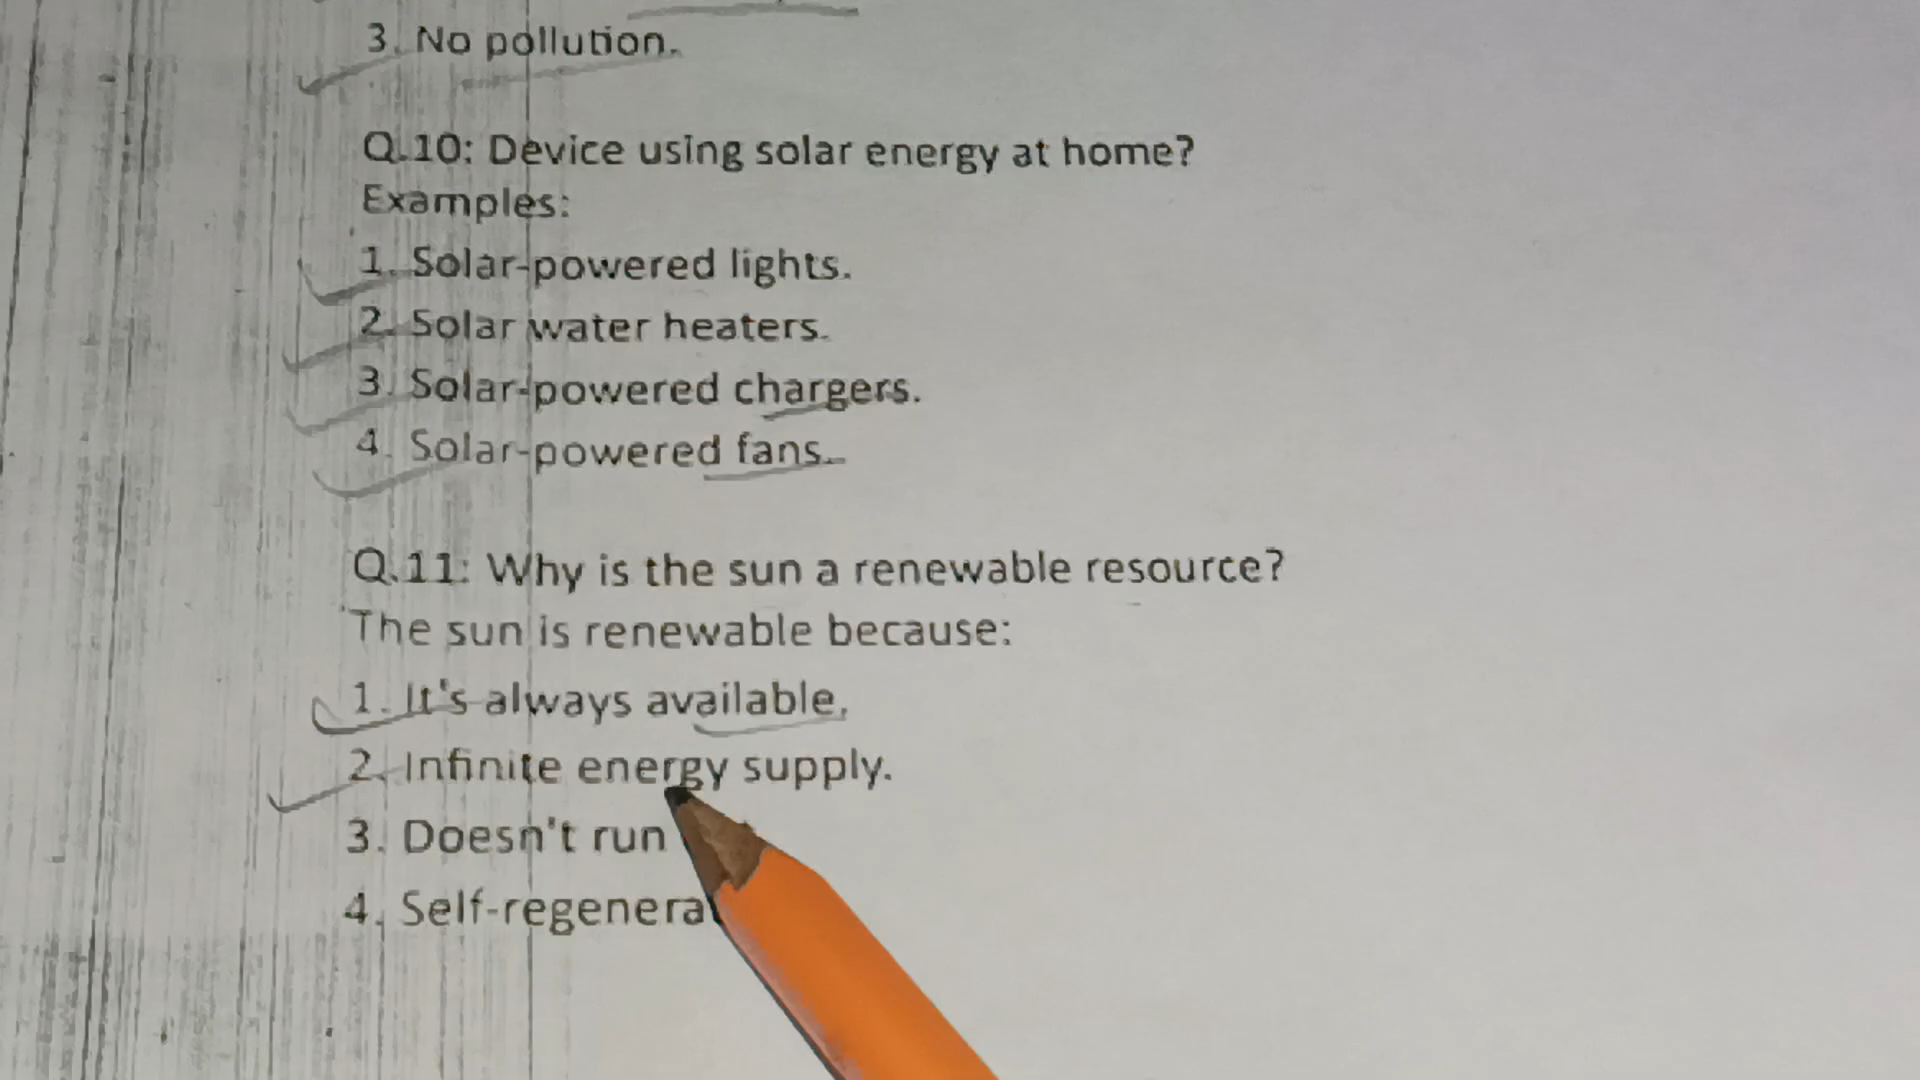 3. No pollution.
Q.10: Device using solar energy at home?
Examples:
1. Solar-powered lights.
2. Solar water heaters.
3. Solar-powered chargers.
4. Solar-powered fans.
Q.11: Why is the sun a renewable resource?
The sun is renewable because:
1. It's always available.
2. Infinite energy supply.
3. Doesn't run
4. Self-regenera